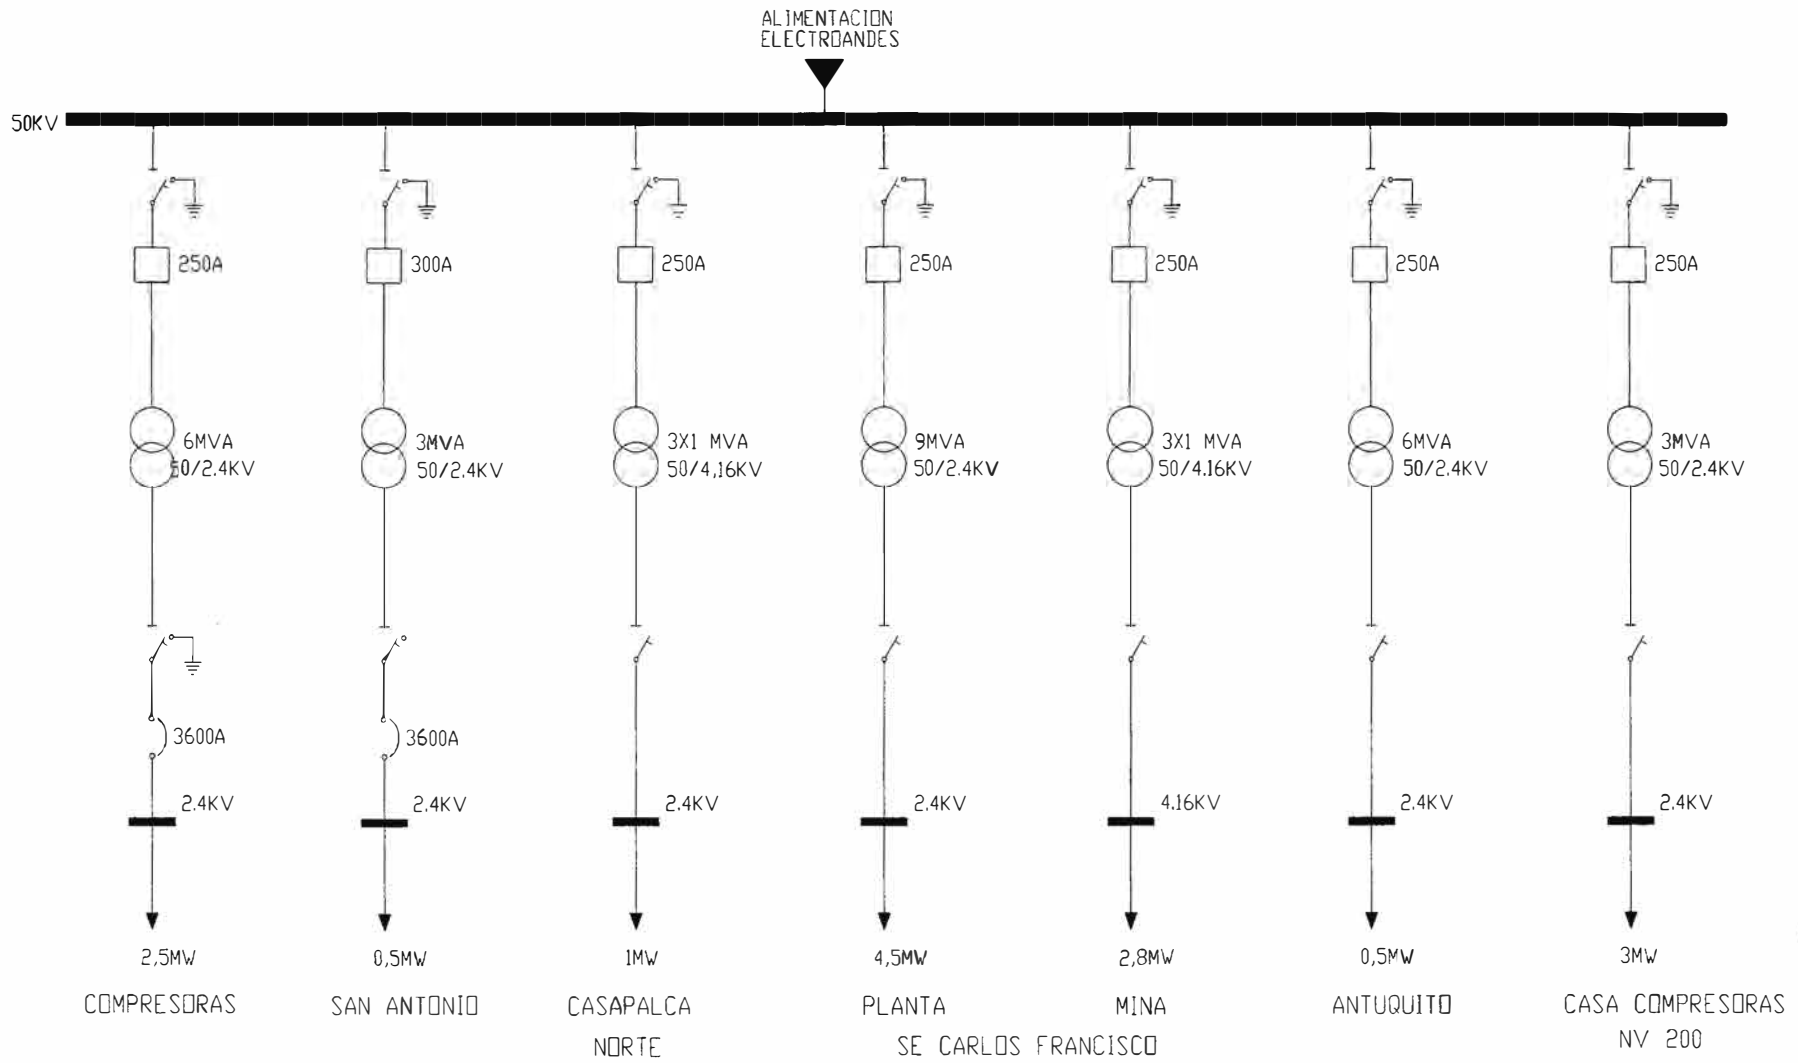 ALIMENTACION
ELECTROANDES
50KV
250A
300A
250A
250A
250A
250A
250A
6MVA
50/2.4KV
3MVA
50/2.4KV
3X1 MVA
50/4,16KV
9MVA
50/2.4KV
3X1 MVA
50/4.16KV
6MVA
50/2.4KV
3MVA
50/2.4KV
3600A
3600A
2.4KV
2.4KV
2.4KV
2.4KV
4.16KV
2.4KV
2.4KV
2,5MW
0,5MW
1MW
4,5MW
2,8MW
0,5MW
3MW
COMPRESORAS
SAN ANTONIO
CASAPALCA
NORTE
PLANTA
MINA
SE CARLOS FRANCISCO
ANTUQUITO
CASA COMPRESORAS
NV 200